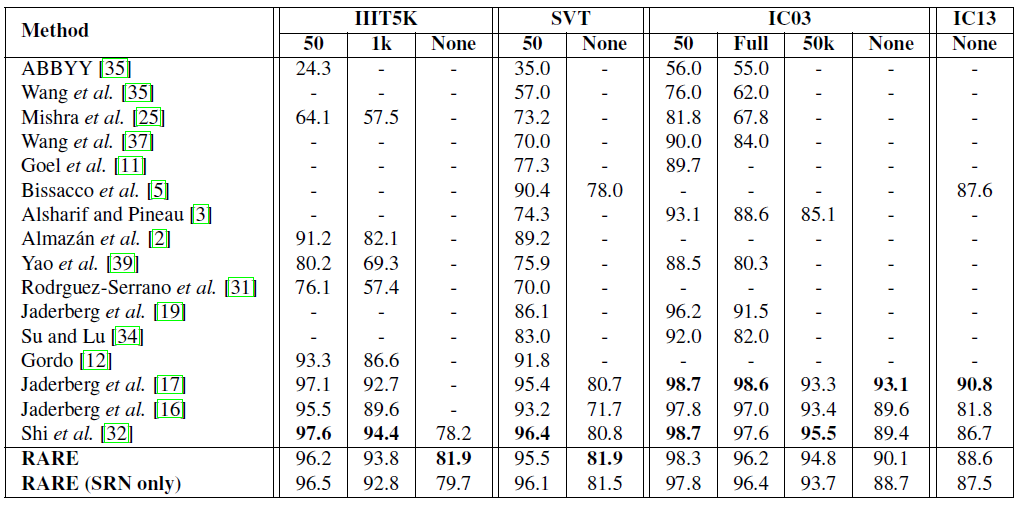 Method IIIT5K SVT IC03 IC13
50 1k None 50 None 50 Full 50k None None
ABBYY [35] 24.3 - - 35.0 - 56.0 55.0 - - -
Wang et al. [35] - - - 57.0 - 76.0 62.0 - - -
Mishra et al. [25] 64.1 57.5 - 73.2 - 81.8 67.8 - - -
Wang et al. [37] - - - 70.0 - 90.0 84.0 - - -
Goel et al. [11] - - - 77.3 - 89.7 - - - -
Bissacco et al. [5] - - - 90.4 78.0 - - - - 87.6
Alsharif and Pineau [3] - - - 74.3 - 93.1 88.6 85.1 - -
Almazán et al. [2] 91.2 82.1 - 89.2 - - - - - -
Yao et al. [39] 80.2 69.3 - 75.9 - 88.5 80.3 - - -
Rodrguez-Serrano et al. [31] 76.1 57.4 - 70.0 - - - - - -
Jaderberg et al. [19] - - - 86.1 - 96.2 91.5 - - -
Su and Lu [34] - - - 83.0 - 92.0 82.0 - - -
Gordo [12] 93.3 86.6 - 91.8 - - - - - -
Jaderberg et al. [17] 97.1 92.7 - 95.4 80.7 98.7 98.6 93.3 93.1 90.8
Jaderberg et al. [16] 95.5 89.6 - 93.2 71.7 97.8 97.0 93.4 89.6 81.8
Shi et al. [32] 97.6 94.4 78.2 96.4 80.8 98.7 97.6 95.5 89.4 86.7
RARE 96.2 93.8 81.9 95.5 81.9 98.3 96.2 94.8 90.1 88.6
RARE (SRN only) 96.5 92.8 79.7 96.1 81.5 97.8 96.4 93.7 88.7 87.5